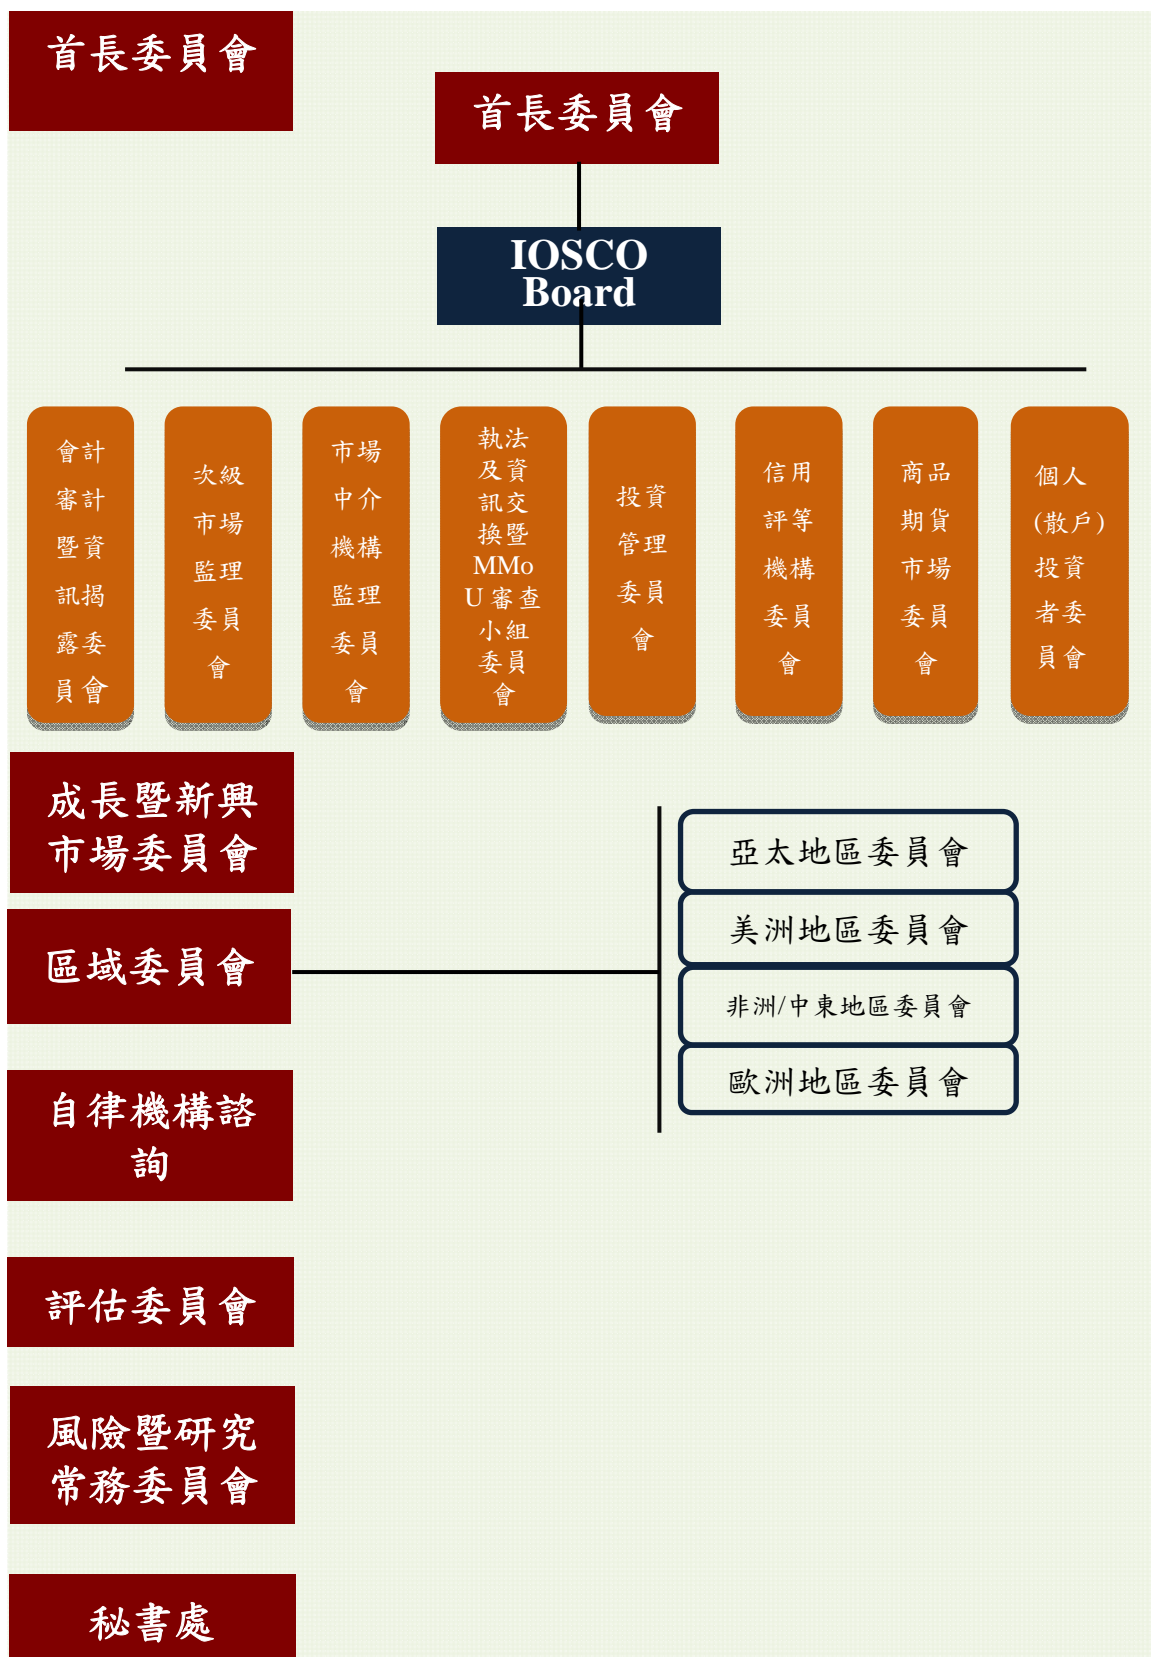 首長委員會
首長委員會
IOSCO
Board
會計
審計
暨資
訊揭
露委
員會
次級
市場
監理
委員
會
市場
中介
機構
監理
委員
會
執法
及資
訊交
換暨
MMo
U審查
小組
委員
會
投資
管理
委員
會
信用
評等
機構
委員
會
商品
期貨
市場
委員
會
個人
(散戶)
投資
者委
員會
成長暨新興
市場委員會
區域委員會
亞太地區委員會
美洲地區委員會
非洲/中東地區委員會
歐洲地區委員會
自律機構諮
詢
評估委員會
風險暨研究
常務委員會
秘書處